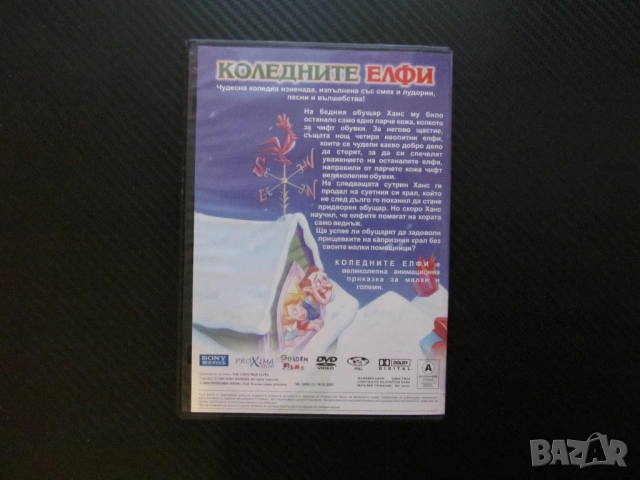 КОЛЕДНИТЕ ЕЛФИ
Чудесна коледна изненада, изпълнена със смях и лудории,
песни и вълшебства!
На бедния обущар Ханс му било
останало само едно парче кожа, колкото
за чифт обувки. За негово щастие,
същата нощ четири неопитни елфи,
които се чудели какво добро дело
да сторят, за да си спечелят
уважението на останалите елфи,
направили от парчето кожа чифт
великолепни обувки.
На следващата сутрин Ханс ги
продал на суетния си крал, който
не след дълго го поканил да стане
придворен обущар. Но скоро Ханс
научил, че елфите помагат на хората
само веднъж.
Ще успее ли обущарят да задоволи
прищевките на капризния крал без
своите малки помощници?
КОЛЕДНИТЕ ЕЛФИ е
великолепна анимационна
приказка за малки и
големи.
S W
E N
SONY
PROXIMA
Golden
Films
DVD
VIDEO
PAL
DOLBY
DIGITAL
A
BAZAR